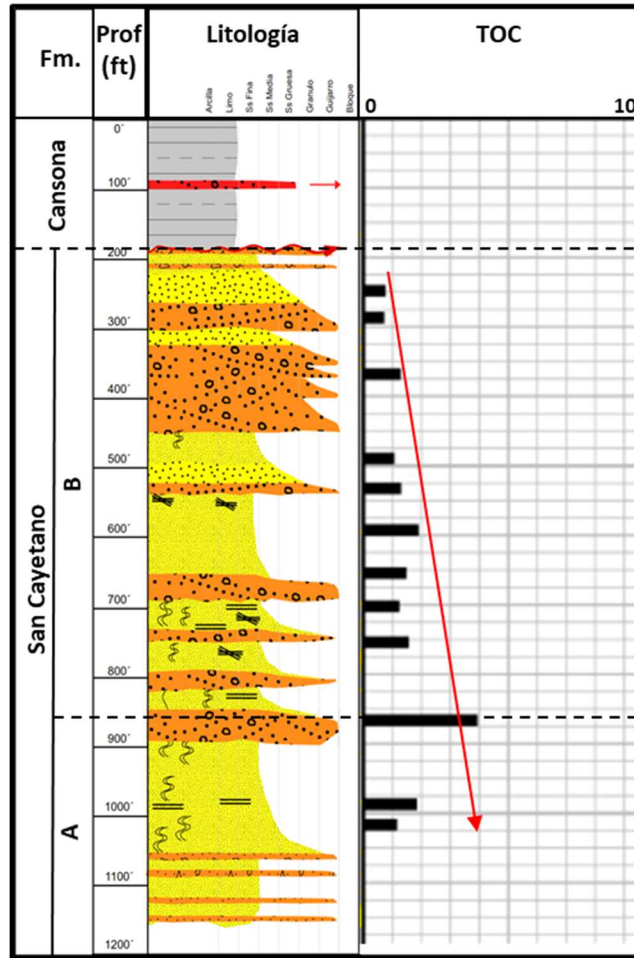 Fm.
Prof
(ft)
Litología
TOC
Arcilla
Limo
Ss Fina
Ss Media
Ss Gruesa
Granulo
Guijarro
Bloque
0
10
Cansona
San Cayetano
B
A
0´
100´
200´
300´
400´
500´
600´
700´
800´
900´
1000´
1100´
1200´